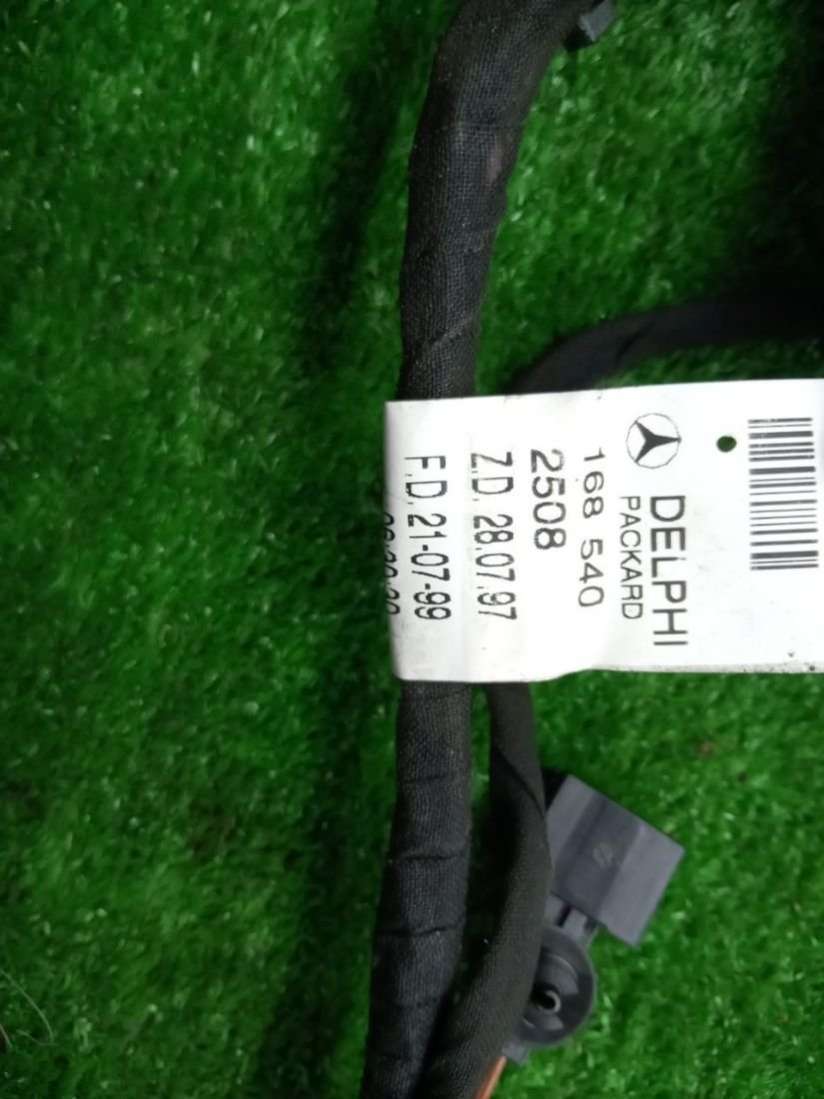 DELPHI
PACKARD
168 540
2508
Z.D. 28.07.97
F.D. 21-07-99